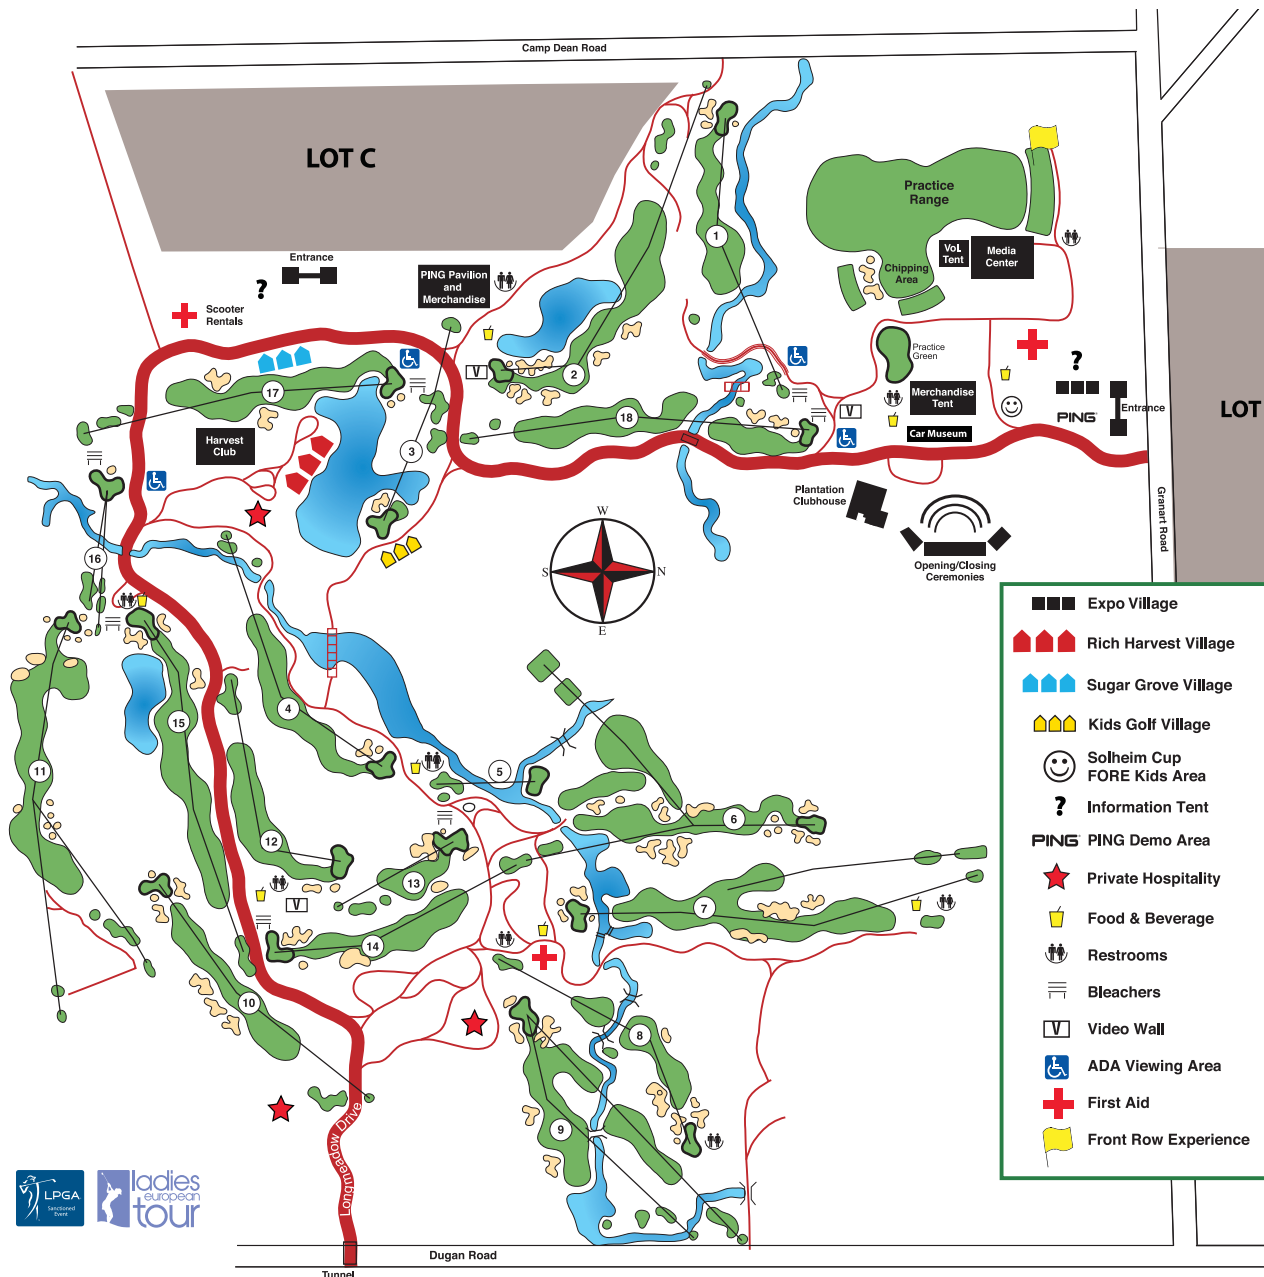 Camp Dean Road
LOT C
Practice
Range
1
Entrance
Vol.
Tent
Media
Center
PING Pavilion
and
Merchandise
Chipping
Area
?
Scooter
Rentals
Practice
Green
?
V
2
17
Merchandise
Tent
PING
Entrance
LOT
18
V
Harvest
Club
3
Car Museum
Plantation
Clubhouse
Granart Road
W
S
N
E
Opening/Closing
Ceremonies
16
Expo Village
Rich Harvest Village
Sugar Grove Village
Kids Golf Village
Solheim Cup
FORE Kids Area
? Information Tent
PING PING Demo Area
Private Hospitality
Food & Beverage
Restrooms
Bleachers
V Video Wall
ADA Viewing Area
First Aid
Front Row Experience
4
15
11
5
6
12
13
V
7
14
10
8
9
Longmeadow Drive
LPGA
Sanctioned
Event
ladies
european
tour
Dugan Road
Tunnel